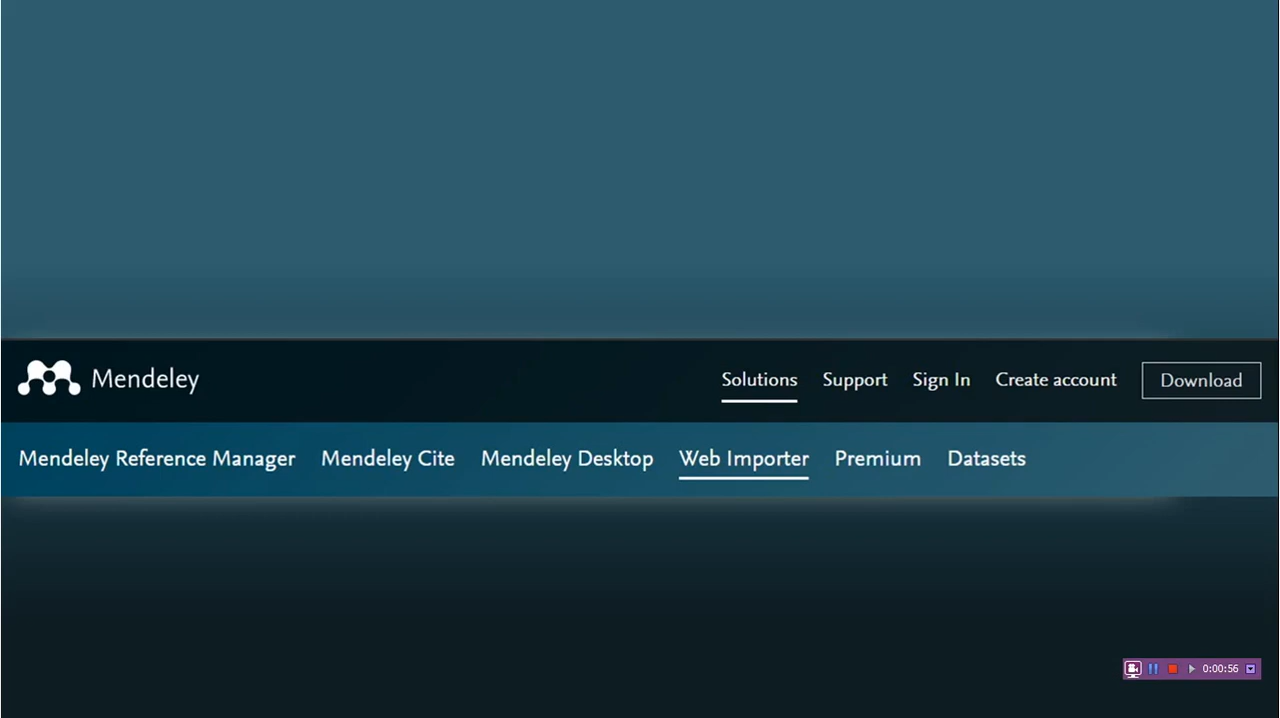 Mendeley Solutions Support Sign In Create account Download
Mendeley Reference Manager Mendeley Cite Mendeley Desktop Web Importer Premium Datasets
0:00:56